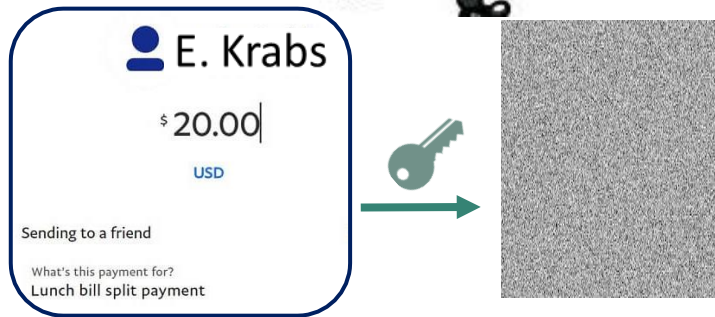 E. Krabs
$20.00
USD
Sending to a friend
What's this payment for?
Lunch bill split payment